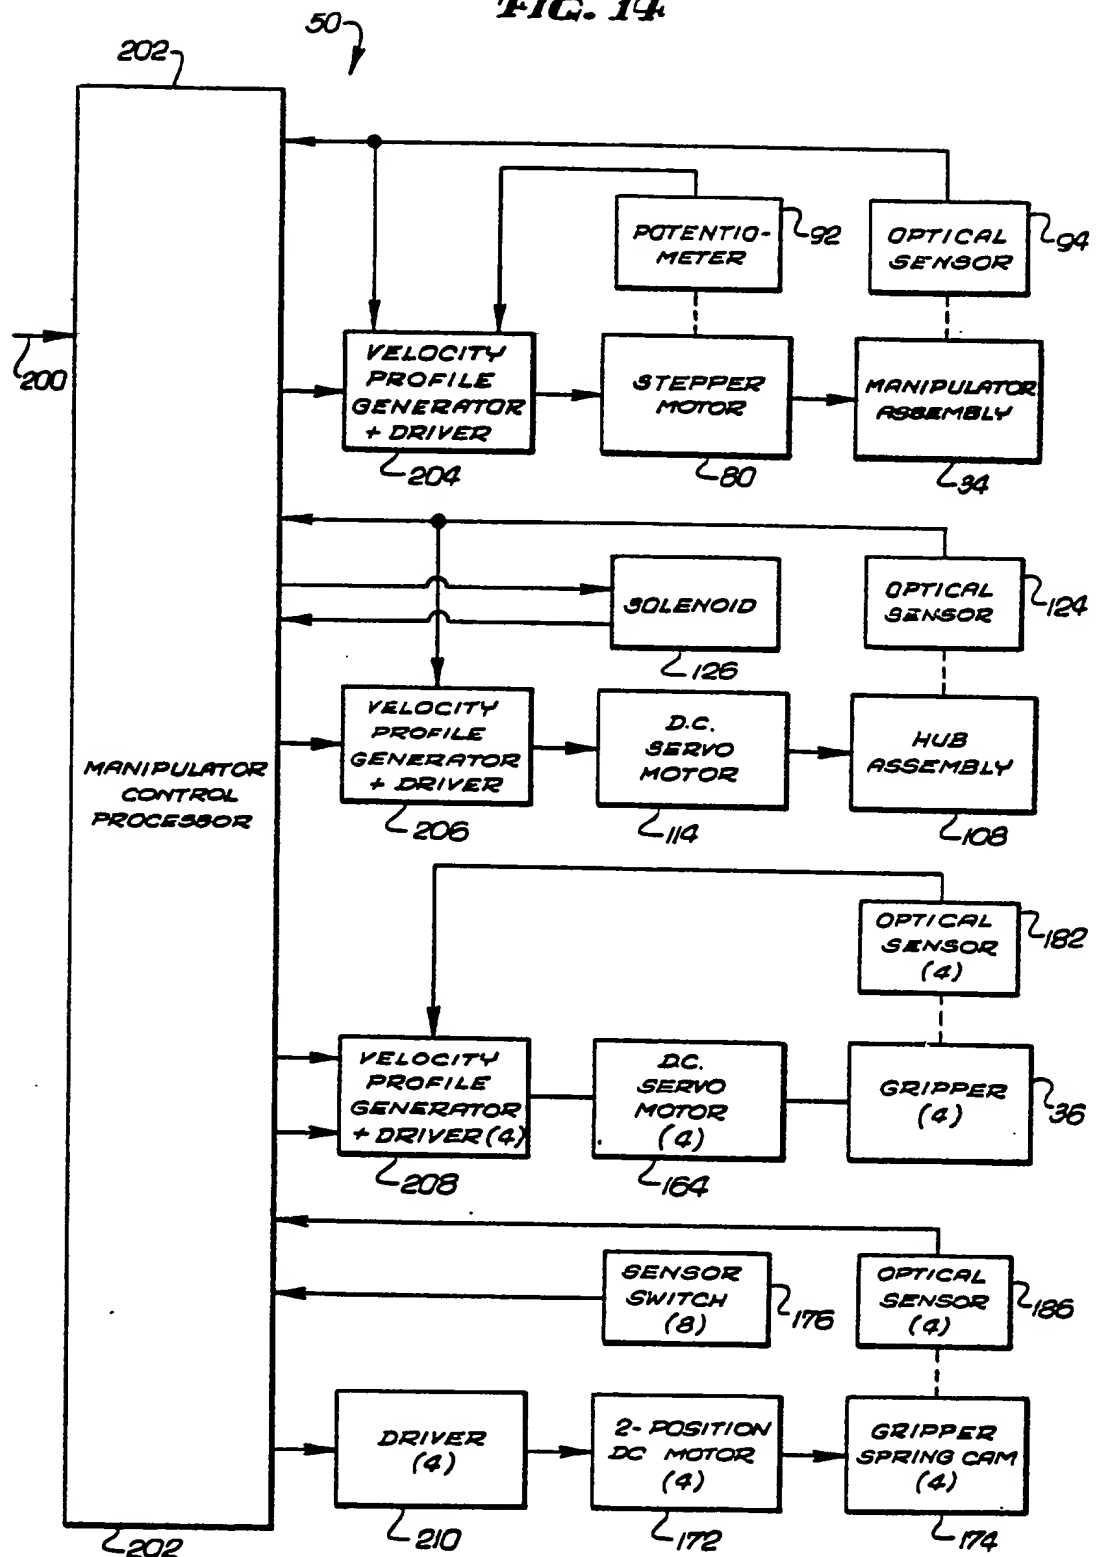 FIG. 14
50
202
POTENTIO-
METER
92
OPTICAL
SENSOR
94
200
VELOCITY
PROFILE
GENERATOR
+ DRIVER
204
STEPPER
MOTOR
80
MANIPULATOR
ASSEMBLY
34
SOLENOID
126
OPTICAL
SENSOR
124
MANIPULATOR
CONTROL
PROCESSOR
VELOCITY
PROFILE
GENERATOR
+ DRIVER
206
D.C.
SERVO
MOTOR
114
HUB
ASSEMBLY
108
OPTICAL
SENSOR
(4)
182
VELOCITY
PROFILE
GENERATOR
+ DRIVER (4)
208
D.C.
SERVO
MOTOR
(4)
164
GRIPPER
(4)
36
SENSOR
SWITCH
(8)
176
OPTICAL
SENSOR
(4)
186
DRIVER
(4)
210
2-POSITION
DC MOTOR
(4)
172
GRIPPER
SPRING CAM
(4)
174
202